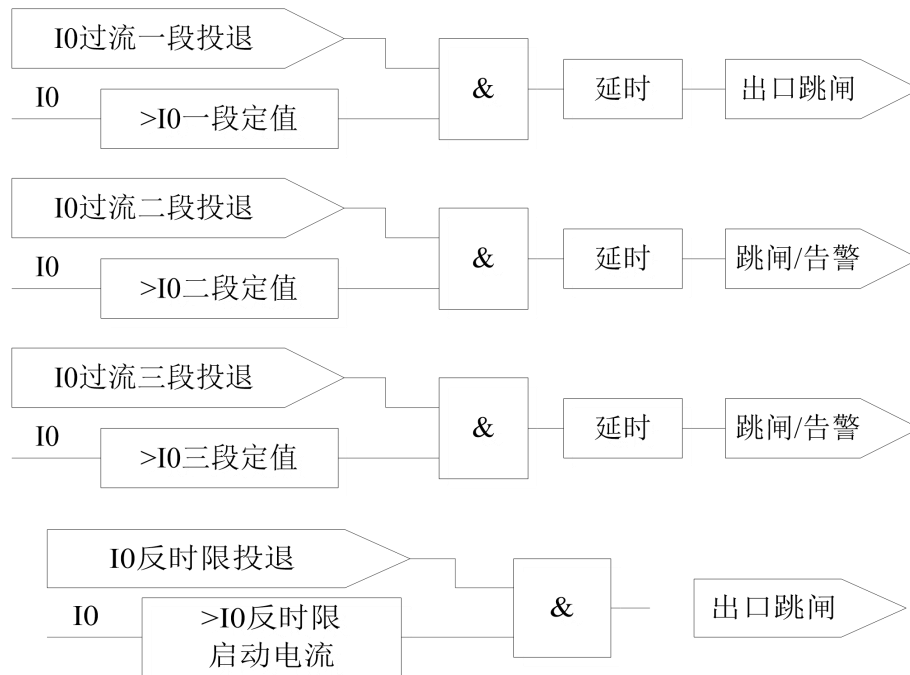 I0过流一段投退
I0
>I0一段定值
&
延时
出口跳闸
I0过流二段投退
I0
>I0二段定值
&
延时
跳闸/告警
I0过流三段投退
I0
>I0三段定值
&
延时
跳闸/告警
I0反时限投退
I0
>I0反时限
启动电流
&
出口跳闸